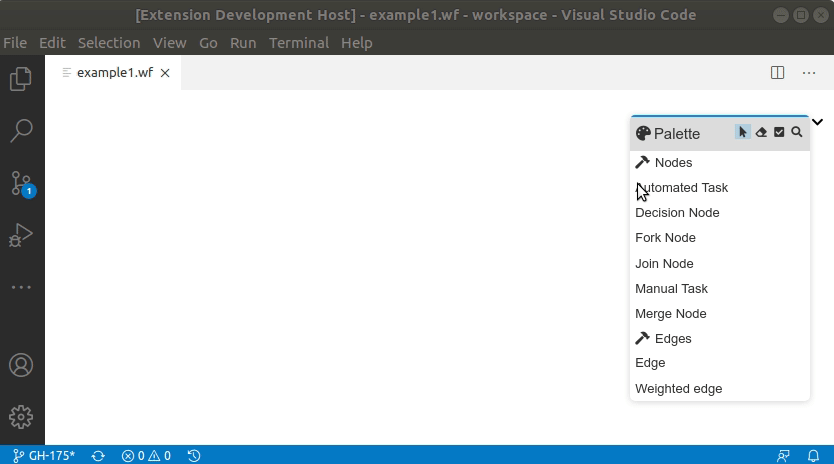 [Extension Development Host] - example1.wf - workspace - Visual Studio Code
File Edit Selection View Go Run Terminal Help
example1.wf
Palette
Nodes
Automated Task
Decision Node
Fork Node
Join Node
Manual Task
Merge Node
Edges
Edge
Weighted edge
1
GH-175* 0 0